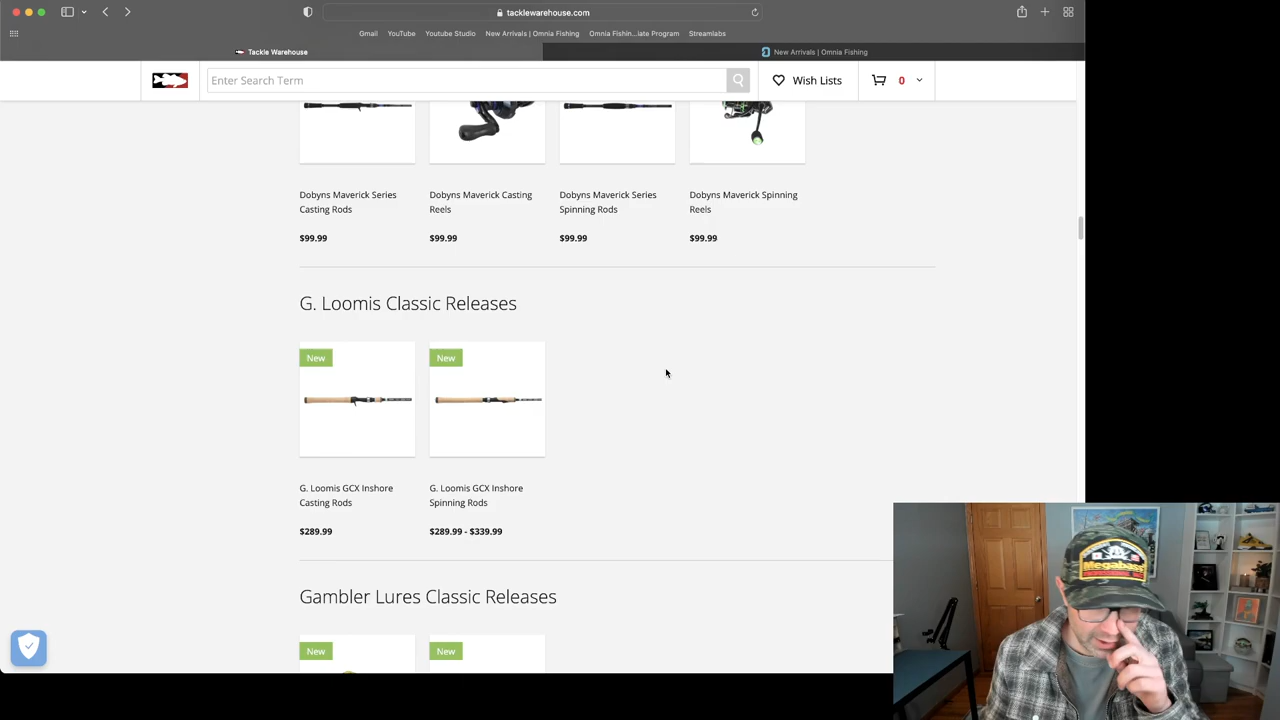 tacklewarehouse.com
Gmail YouTube Youtube Studio New Arrivals | Omnia Fishing Omnia Fishin...iate Program Streamlabs
Tackle Warehouse New Arrivals | Omnia Fishing
Enter Search Term Wish Lists 0
Dobyns Maverick Series Casting Rods
$99.99
Dobyns Maverick Casting Reels
$99.99
Dobyns Maverick Series Spinning Rods
$99.99
Dobyns Maverick Spinning Reels
$99.99
G. Loomis Classic Releases
New
G. Loomis GCX Inshore Casting Rods
$289.99
New
G. Loomis GCX Inshore Spinning Rods
$289.99 - $339.99
Gambler Lures Classic Releases
New
New
Megabass